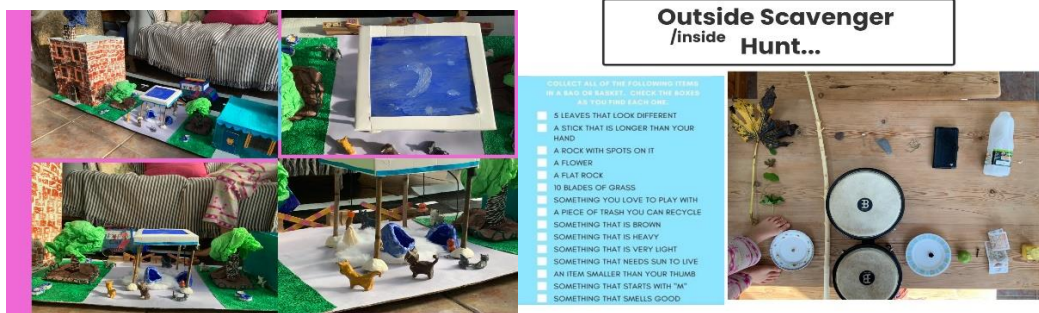 Outside Scavenger
/inside Hunt...
COLLECT ALL OF THE FOLLOWING ITEMS
IN A BAG OR BASKET. CHECK THE BOXES
AS YOU FIND EACH ONE.
5 LEAVES THAT LOOK DIFFERENT
A STICK THAT IS LONGER THAN YOUR
HAND
A ROCK WITH SPOTS ON IT
A FLOWER
A FLAT ROCK
10 BLADES OF GRASS
SOMETHING YOU LOVE TO PLAY WITH
A PIECE OF TRASH YOU CAN RECYCLE
SOMETHING THAT IS BROWN
SOMETHING THAT IS HEAVY
SOMETHING THAT IS VERY LIGHT
SOMETHING THAT NEEDS SUN TO LIVE
AN ITEM SMALLER THAN YOUR THUMB
SOMETHING THAT STARTS WITH "M"
SOMETHING THAT SMELLS GOOD